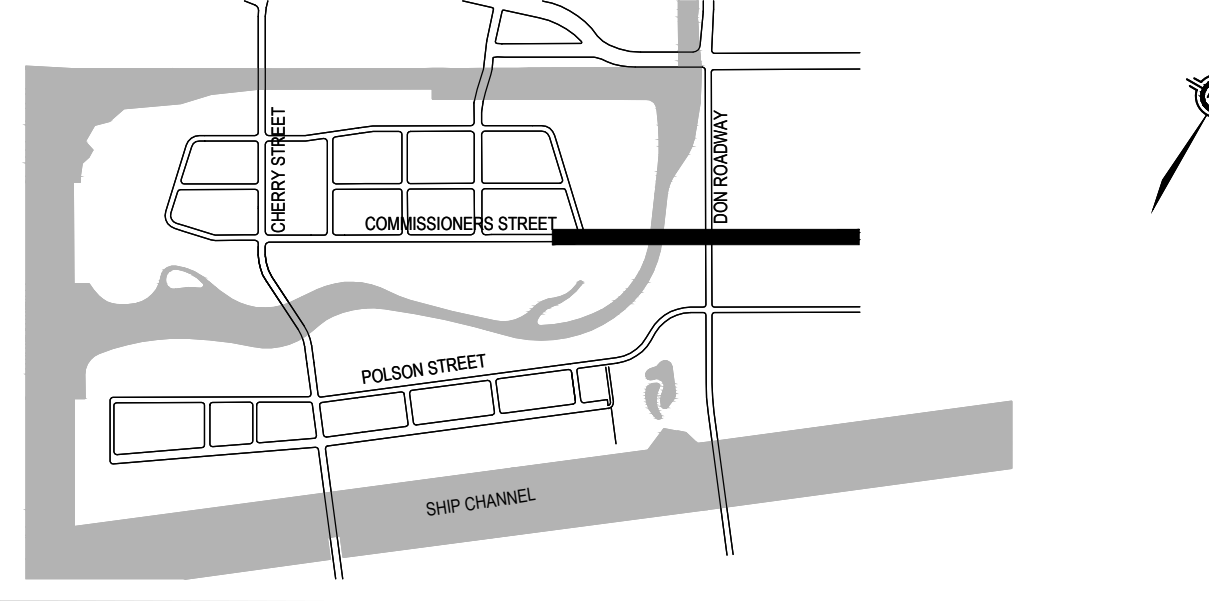 CHERRY STREET
DON ROADWAY
COMMISSIONERS STREET
POLSON STREET
SHIP CHANNEL